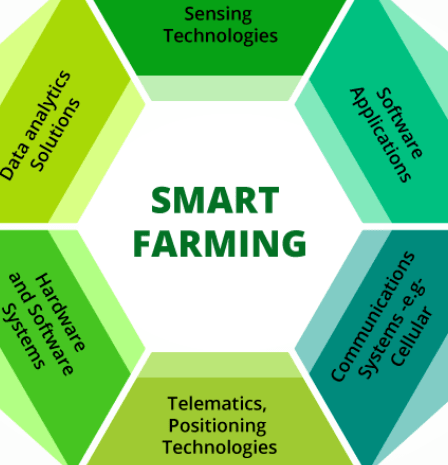 Sensing
Technologies
Software
Applications
Communications
Systems -e.g-
Cellular
Telematics,
Positioning
Technologies
Hardware
and Software
Systems
Data analytics
Solutions
SMART
FARMING